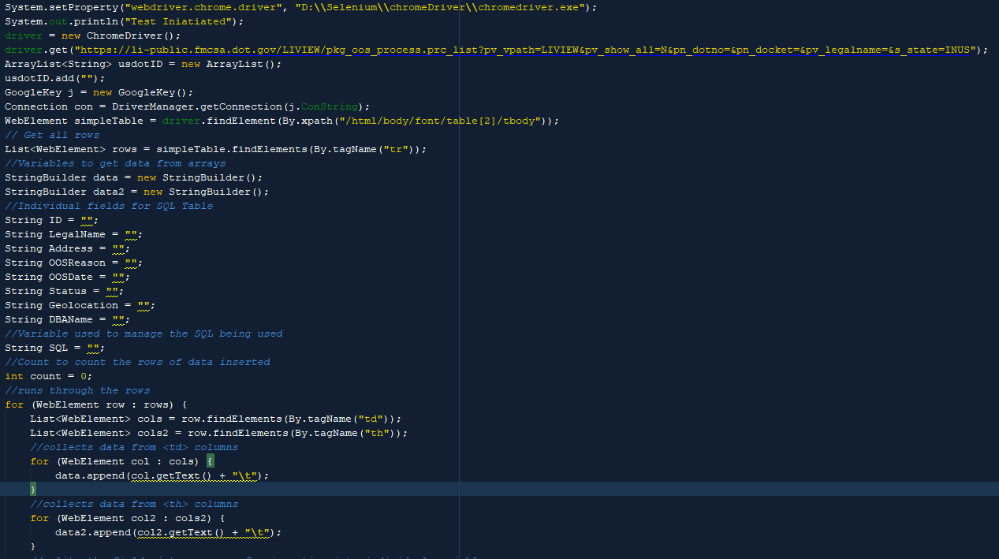 System.setProperty("webdriver.chrome.driver", "D:\\Selenium\\chromeDriver\\chromedriver.exe");
System.out.println("Test Iniatiated");
driver = new ChromeDriver();
driver.get("https://li-public.fmcsa.dot.gov/LIVIEW/pkg_oos_process.prc_list?pv_vpath=LIVIEW&pv_show_all=N&pn_dotno=&pn_docket=&pv_legalname=&s_state=INUS");
ArrayList<String> usdotID = new ArrayList();
usdotID.add("");
GoogleKey j = new GoogleKey();
Connection con = DriverManager.getConnection(j.ConString);
WebElement simpleTable = driver.findElement(By.xpath("/html/body/font/table[2]/tbody"));
// Get all rows
List<WebElement> rows = simpleTable.findElements(By.tagName("tr"));
//Variables to get data from arrays
StringBuilder data = new StringBuilder();
StringBuilder data2 = new StringBuilder();
//Individual fields for SQL Table
String ID = "";
String LegalName = "";
String Address = "";
String OOSReason = "";
String OOSDate = "";
String Status = "";
String Geolocation = "";
String DBAName = "";
//Variable used to manage the SQL being used
String SQL = "";
//Count to count the rows of data inserted
int count = 0;
//runs through the rows
for (WebElement row : rows) {
    List<WebElement> cols = row.findElements(By.tagName("td"));
    List<WebElement> cols2 = row.findElements(By.tagName("th"));
    //collects data from <td> columns
    for (WebElement col : cols) {
        data.append(col.getText() + "\t");
    }
    //collects data from <th> columns
    for (WebElement col2 : cols2) {
        data2.append(col2.getText() + "\t");
    }